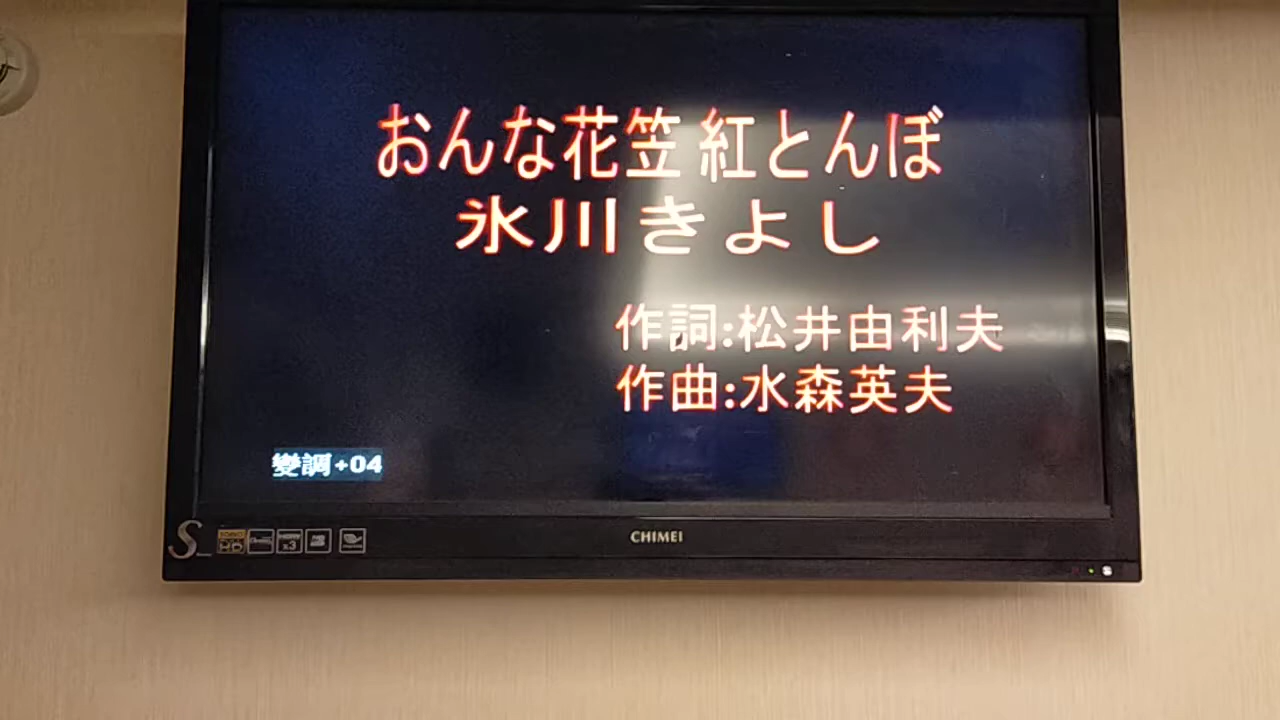 おんな花笠 紅とんぼ
氷川きよし
作詞:松井由利夫
作曲:水森英夫
變調+04
CHIMEI